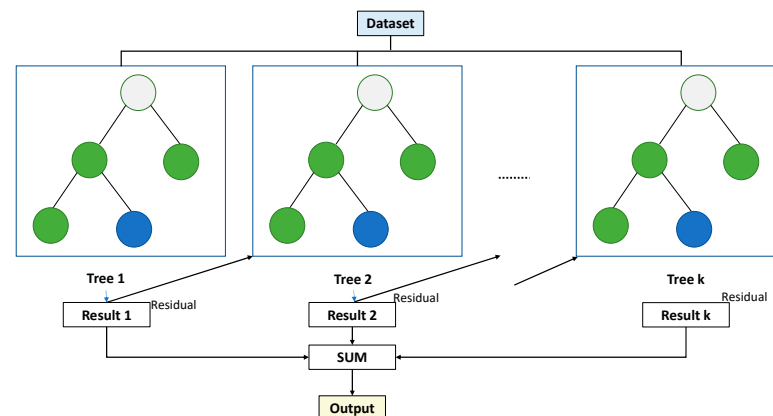 Dataset
.........
Tree 1
Tree 2
Tree k
Residual
Residual
Residual
Result 1
Result 2
Result k
SUM
Output